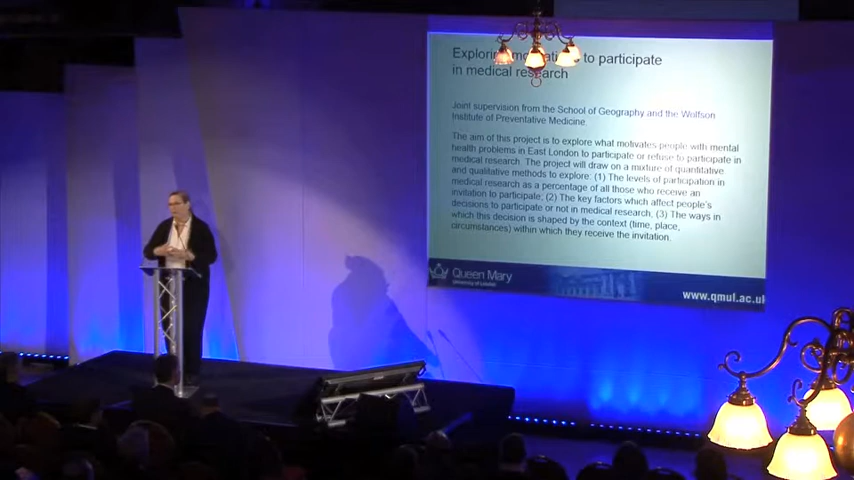 Exploring to participate
in medical research
Joint supervision from the School of Geography and the Wolfson
Institute of Preventative Medicine.
The aim of this project is to explore what motivates people with mental
health problems in East London to participate or refuse to participate in
medical research. The project will draw on a mixture of quantitative
and qualitative methods to explore: (1) The levels of participation in
medical research as a percentage of all those who receive an
invitation to participate; (2) The key factors which affect people's
decisions to participate or not in medical research; (3) The ways in
which this decision is shaped by the context (time, place,
circumstances) within which they receive the invitation.
Queen Mary
University of London
www.qmul.ac.uk